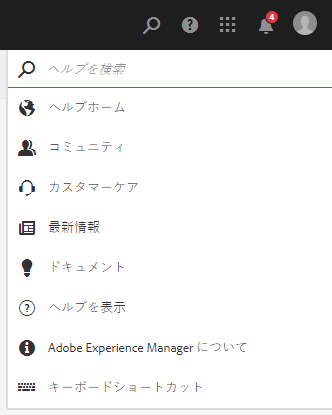 4
ヘルプを検索
ヘルプホーム
コミュニティ
カスタマーケア
最新情報
ドキュメント
ヘルプを表示
Adobe Experience Manager について
キーボードショートカット